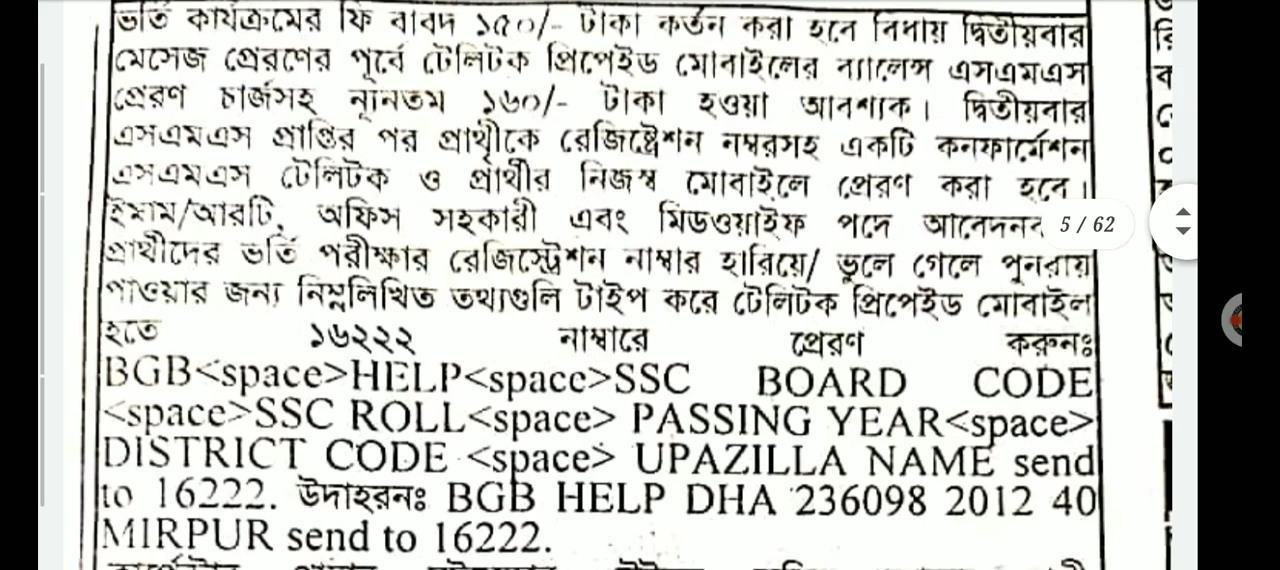 ভর্তি কার্যক্রমের ফি বাবদ ১৫০/- টাকা কর্তন করা হবে বিধায় দ্বিতীয়বার
মেসেজ প্রেরণের পূর্বে টেলিটক প্রিপেইড মোবাইলের ব্যালেন্স এসএমএস
প্রেরণ চার্জসহ ন্যূনতম ১৬০/- টাকা হওয়া আবশ্যক। দ্বিতীয়বার
এসএমএস প্রাপ্তির পর প্রার্থীকে রেজিষ্ট্রেশন নম্বরসহ একটি কনফার্মেশন
এসএমএস টেলিটক ও প্রার্থীর নিজস্ব মোবাইলে প্রেরণ করা হবে।
ইমাম/আরটি, অফিস সহকারী এবং মিডওয়াইফ পদে
প্রার্থীদের ভর্তি পরীক্ষার রেজিস্ট্রেশন নাম্বার হারিয়ে/ ভুলে গেলে পুনরায়
পাওয়ার জন্য নিম্নলিখিত তথ্যগুলি টাইপ করে টেলিটক প্রিপেইড মোবাইল
হতে ১৬২২২ নাম্বারে প্রেরণ করুনঃ
BGB<space>HELP<space>SSC BOARD CODE
<space>SSC ROLL<space> PASSING YEAR<space>
DISTRICT CODE <space> UPAZILLA NAME send
to 16222. উদাহরনঃ BGB HELP DHA 236098 2012 40
MIRPUR send to 16222.
5 / 62